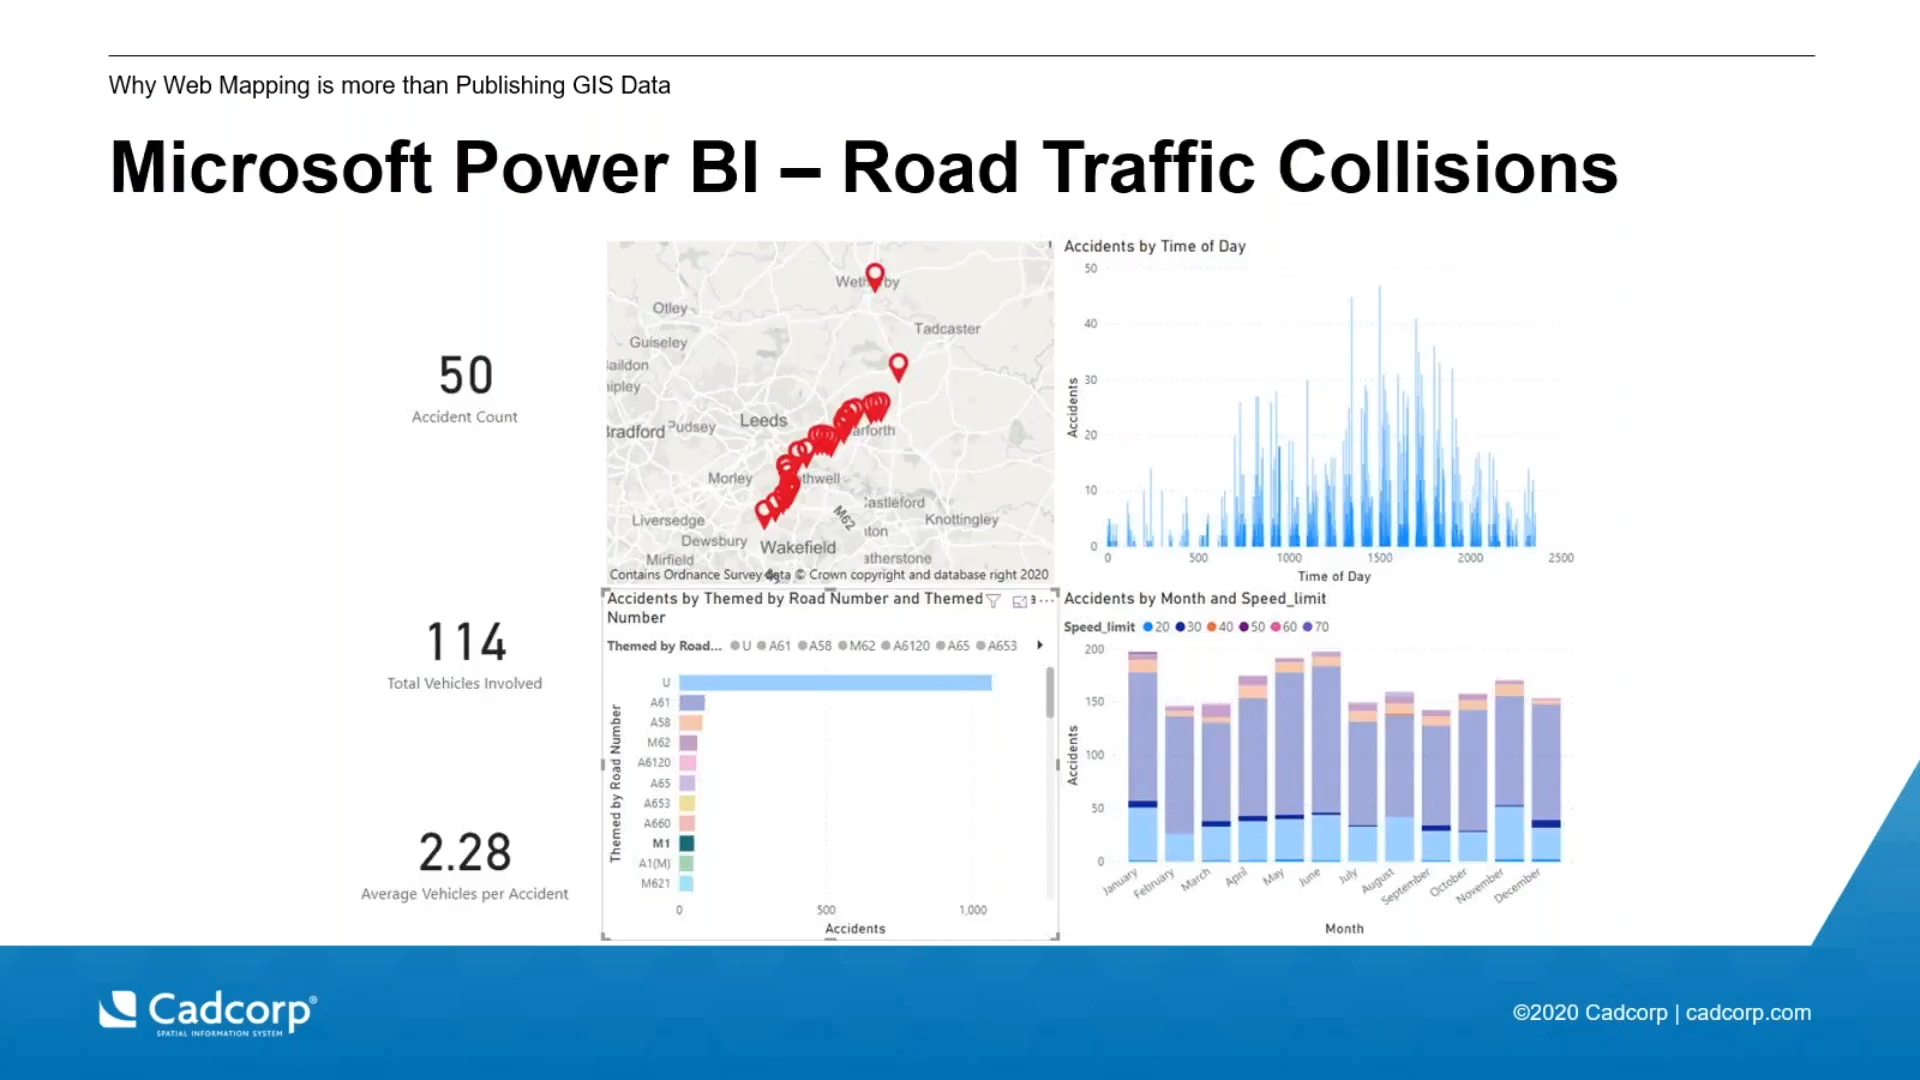 Why Web Mapping is more than Publishing GIS Data
Microsoft Power BI – Road Traffic Collisions
50
Accident Count
114
Total Vehicles Involved
2.28
Average Vehicles per Accident
Otley
Guiseley
Tadcaster
Leeds
Pudsey
Morley
M62
Liversedge
Knottingley
Dewsbury
Wakefield
Mirfield
Contains Ordnance Survey data © Crown copyright and database right 2020
Accidents by Time of Day
50
40
30
20
10
0
Accidents
0 500 1000 1500 2000 2500
Time of Day
Accidents by Themed by Road Number and Themed
Number
Themed by Road... U A61 A58 M62 A6120 A65 A653
Themed by Road Number
U
A61
A58
M62
A6120
A65
A653
A660
M1
A1(M)
M621
0 500 1,000
Accidents
Accidents by Month and Speed_limit
Speed_limit 20 30 40 50 60 70
200
150
100
50
0
Accidents
January February March April May June July August September October November December
Month
Cadcorp®
SPATIAL INFORMATION SYSTEM
©2020 Cadcorp | cadcorp.com